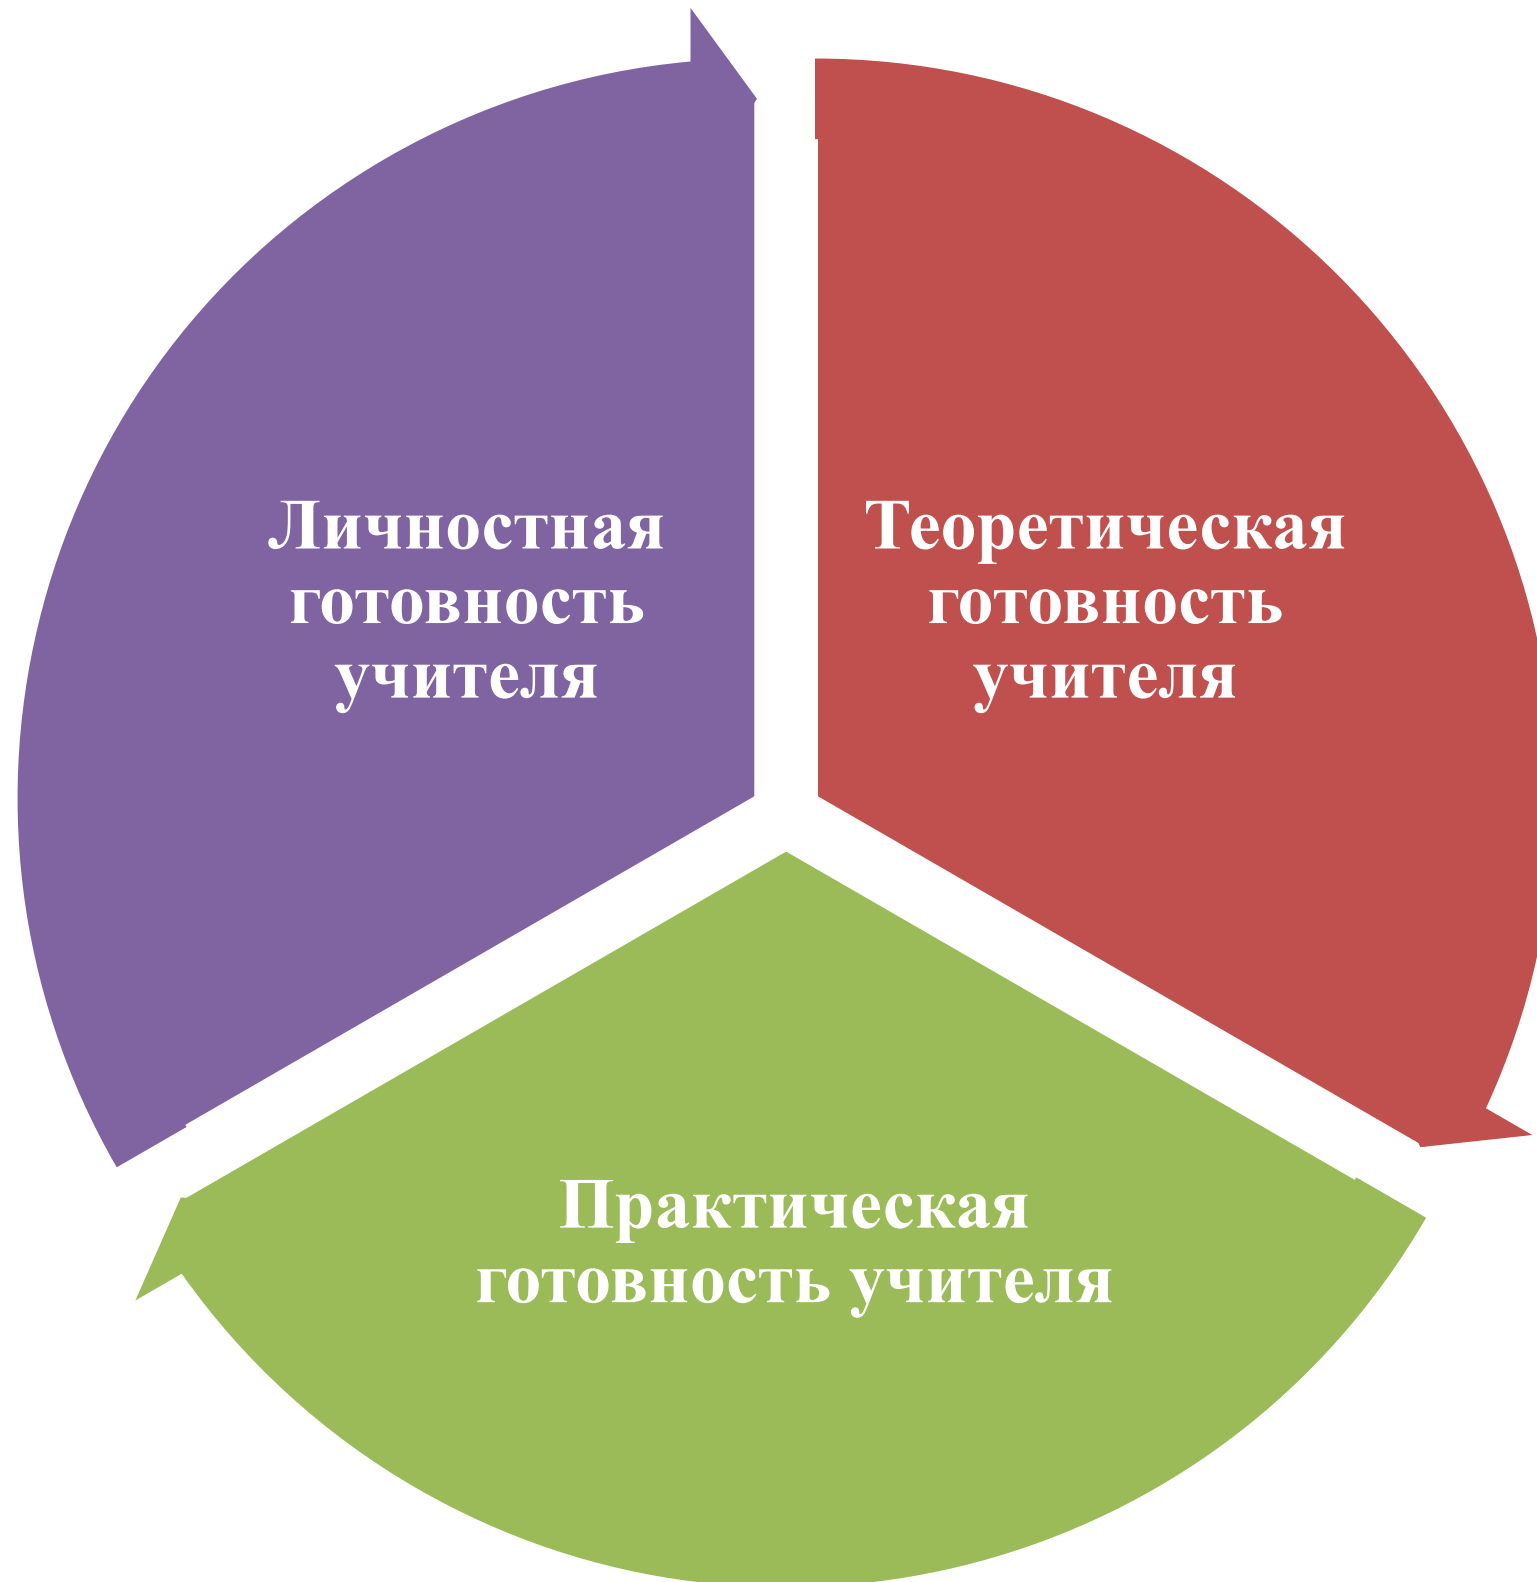 Личностная
готовность
учителя
Теоретическая
готовность
учителя
Практическая
готовность учителя